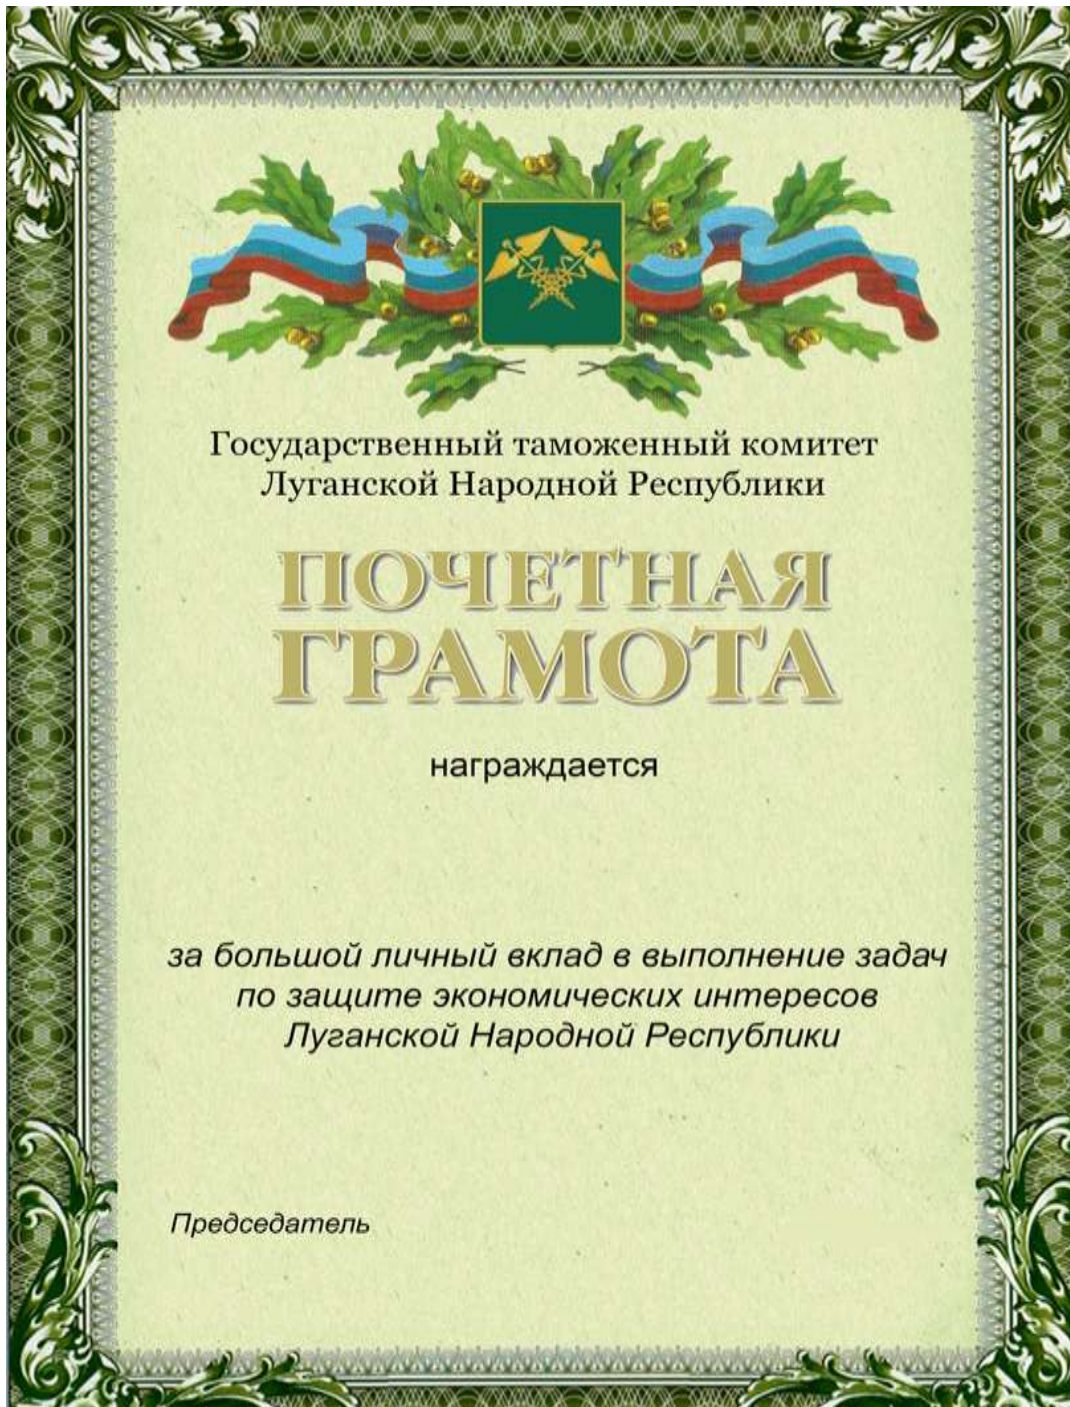 Государственный таможенный комитет
Луганской Народной Республики
ПОЧЕТНАЯ
ГРАМОТА
награждается
за большой личный вклад в выполнение задач
по защите экономических интересов
Луганской Народной Республики
Председатель